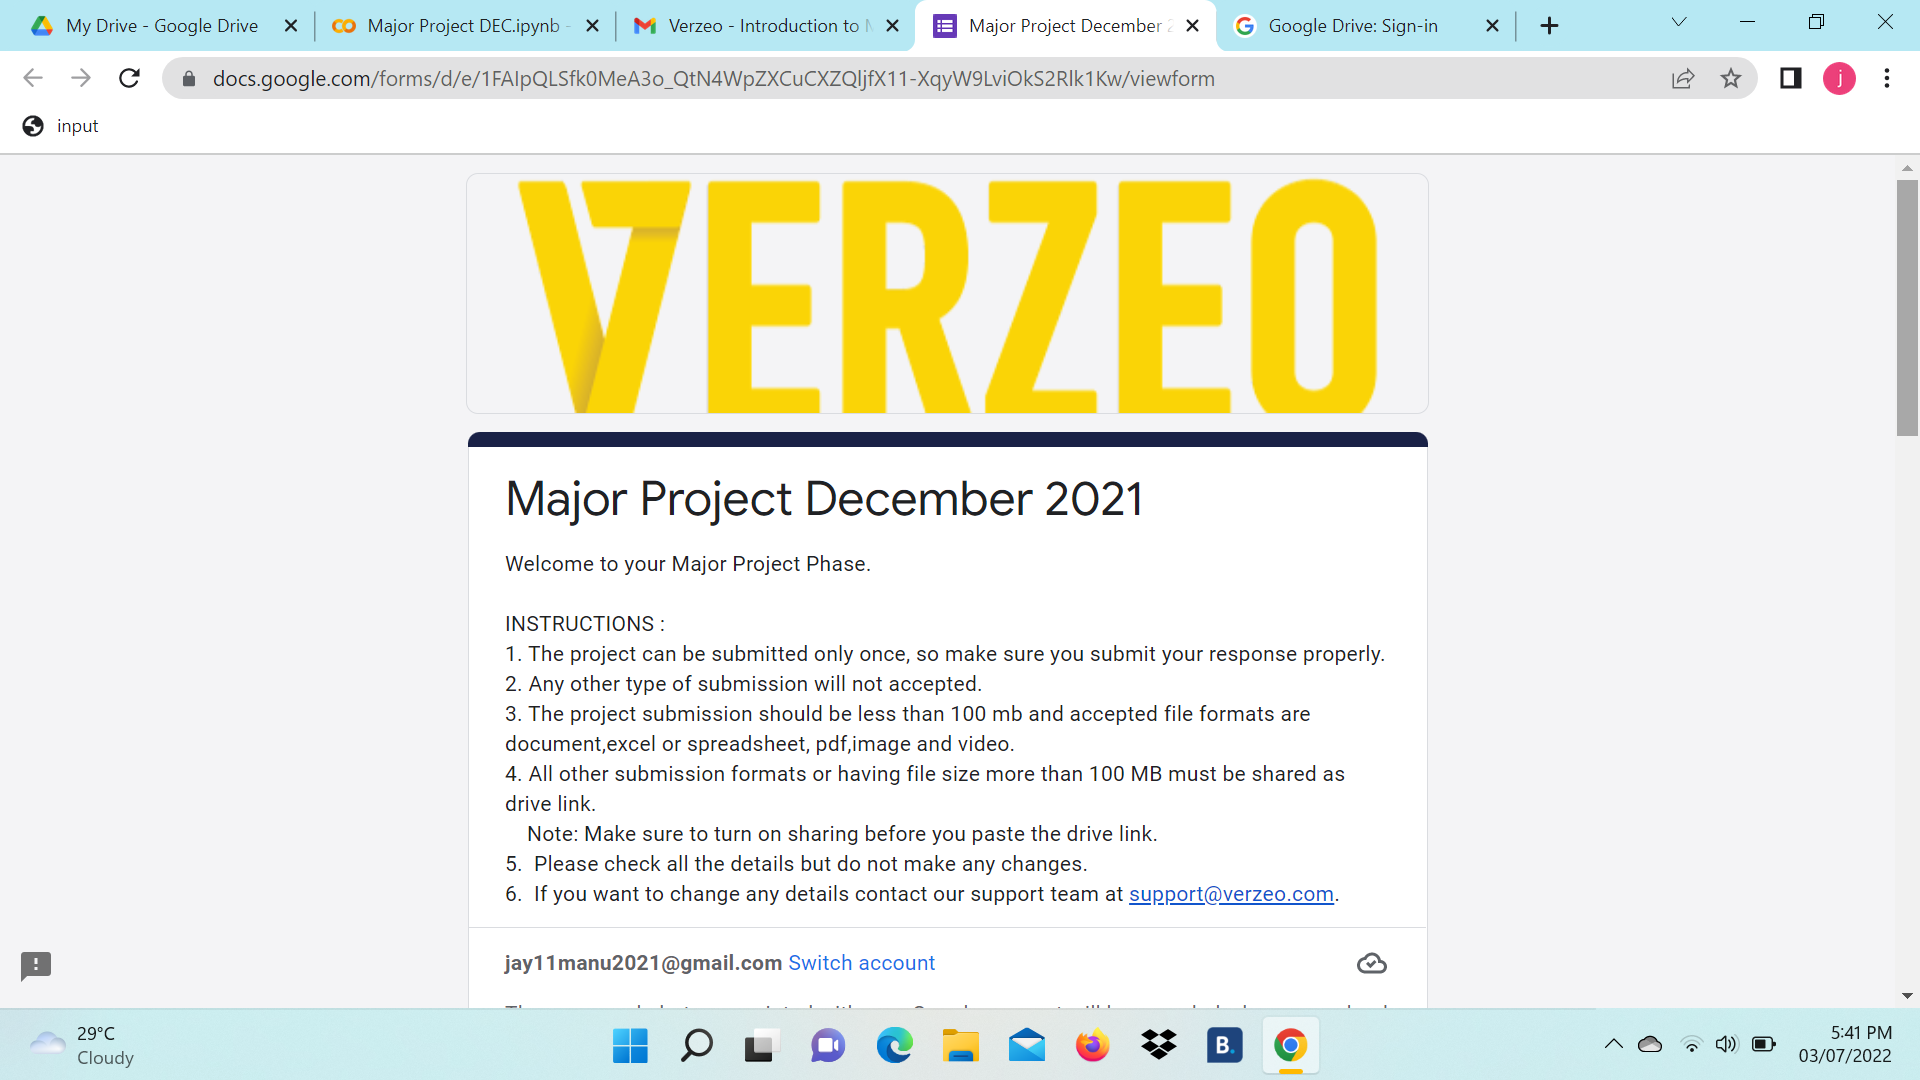 My Drive - Google Drive
Major Project DEC.ipynb -
Verzeo - Introduction to
Major Project December
Google Drive: Sign-in
docs.google.com/forms/d/e/1FAIpQLSfk0MeA3o_QtN4WpZXCuCXZQljfX11-XqyW9LviOkS2Rlk1Kw/viewform
j
input
VERZEO
Major Project December 2021
Welcome to your Major Project Phase.
INSTRUCTIONS :
1. The project can be submitted only once, so make sure you submit your response properly.
2. Any other type of submission will not accepted.
3. The project submission should be less than 100 mb and accepted file formats are
document,excel or spreadsheet, pdf,image and video.
4. All other submission formats or having file size more than 100 MB must be shared as
drive link.
Note: Make sure to turn on sharing before you paste the drive link.
5. Please check all the details but do not make any changes.
6. If you want to change any details contact our support team at support@verzeo.com.
jay11manu2021@gmail.com Switch account
29°C
Cloudy
B.
5:41 PM
03/07/2022